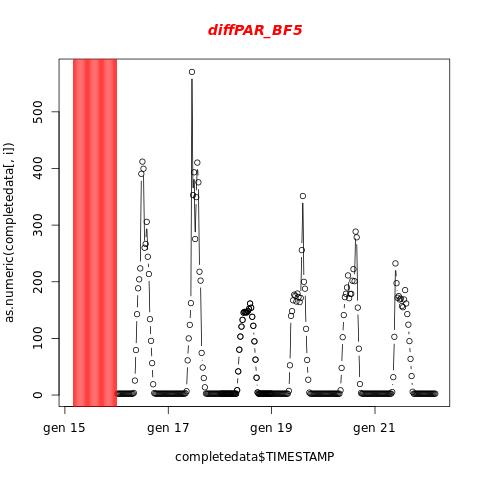 diffPAR_BF5
as.numeric(completedata[, i])
500
400
300
200
100
0
gen 15
gen 17
gen 19
gen 21
completedata$TIMESTAMP